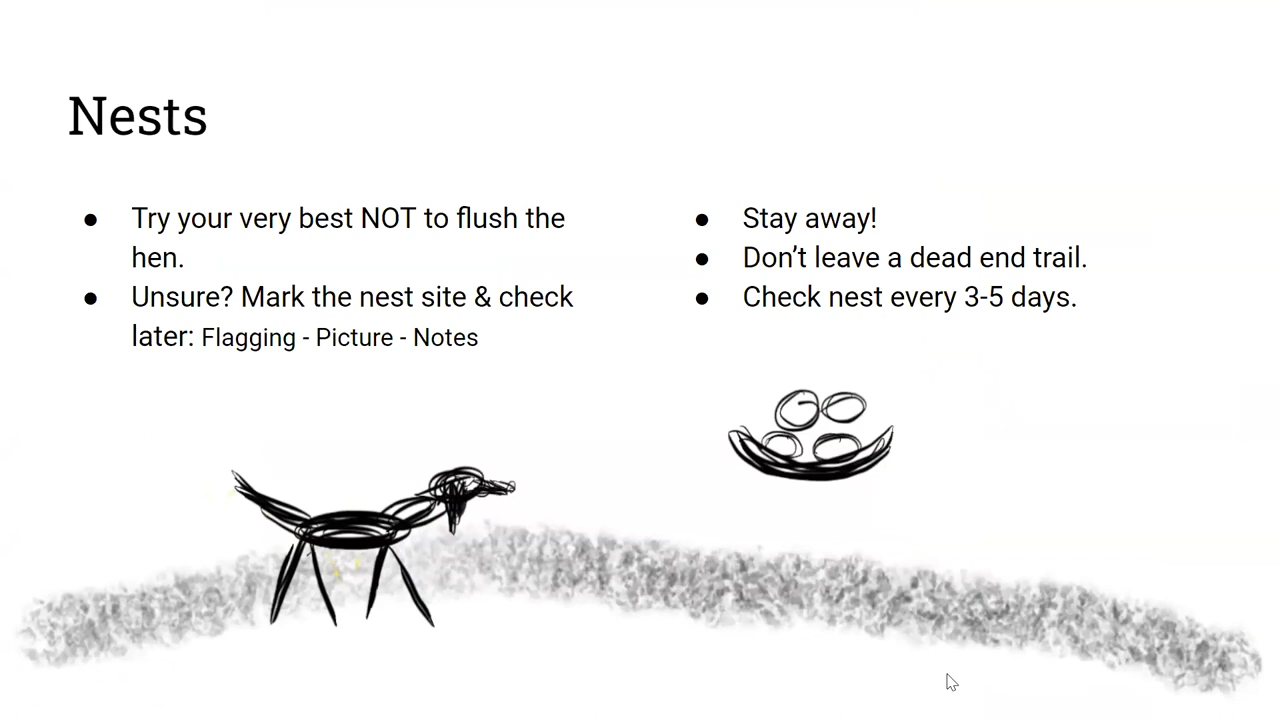 Nests
● Try your very best NOT to flush the
hen.
● Unsure? Mark the nest site & check
later: Flagging - Picture - Notes
● Stay away!
● Don’t leave a dead end trail.
● Check nest every 3-5 days.